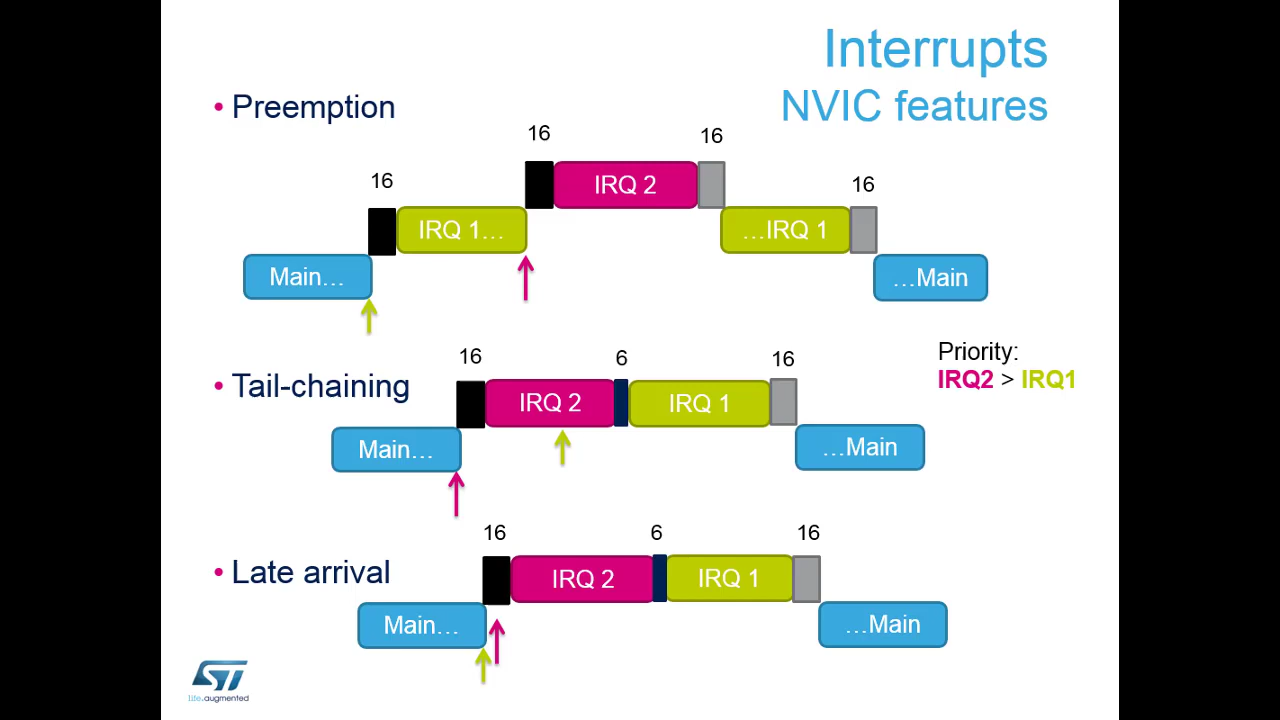 Interrupts
NVIC features
• Preemption
16
16
16
16
IRQ 2
IRQ 1…
…IRQ 1
Main…
…Main
Priority:
IRQ2 > IRQ1
• Tail-chaining
16
6
16
IRQ 2
IRQ 1
Main…
…Main
• Late arrival
16
6
16
IRQ 2
IRQ 1
Main…
…Main
ST
life.augmented